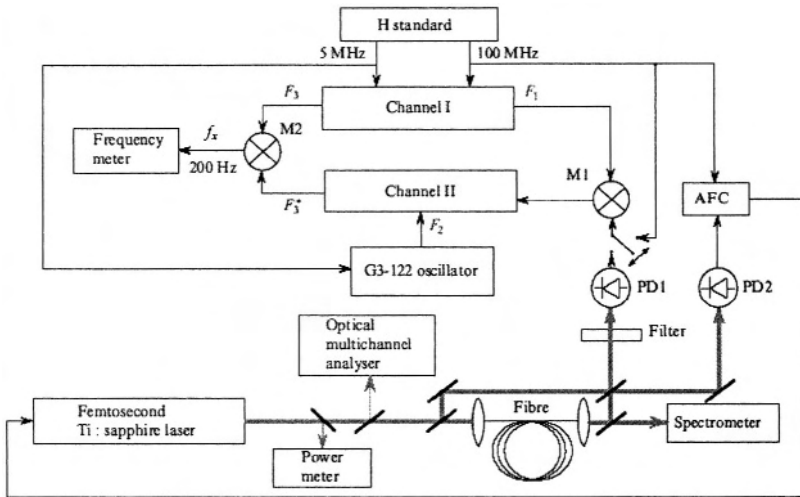 H standard
5 MHz
100 MHz
F₃
Channel I
F₁
M2
Frequency
meter
fₓ
200 Hz
Channel II
M1
AFC
F₃*
F₂
G3-122 oscillator
PD1
PD2
Filter
Optical
multichannel
analyser
Femtosecond
Ti : sapphire laser
Fibre
Spectrometer
Power
meter